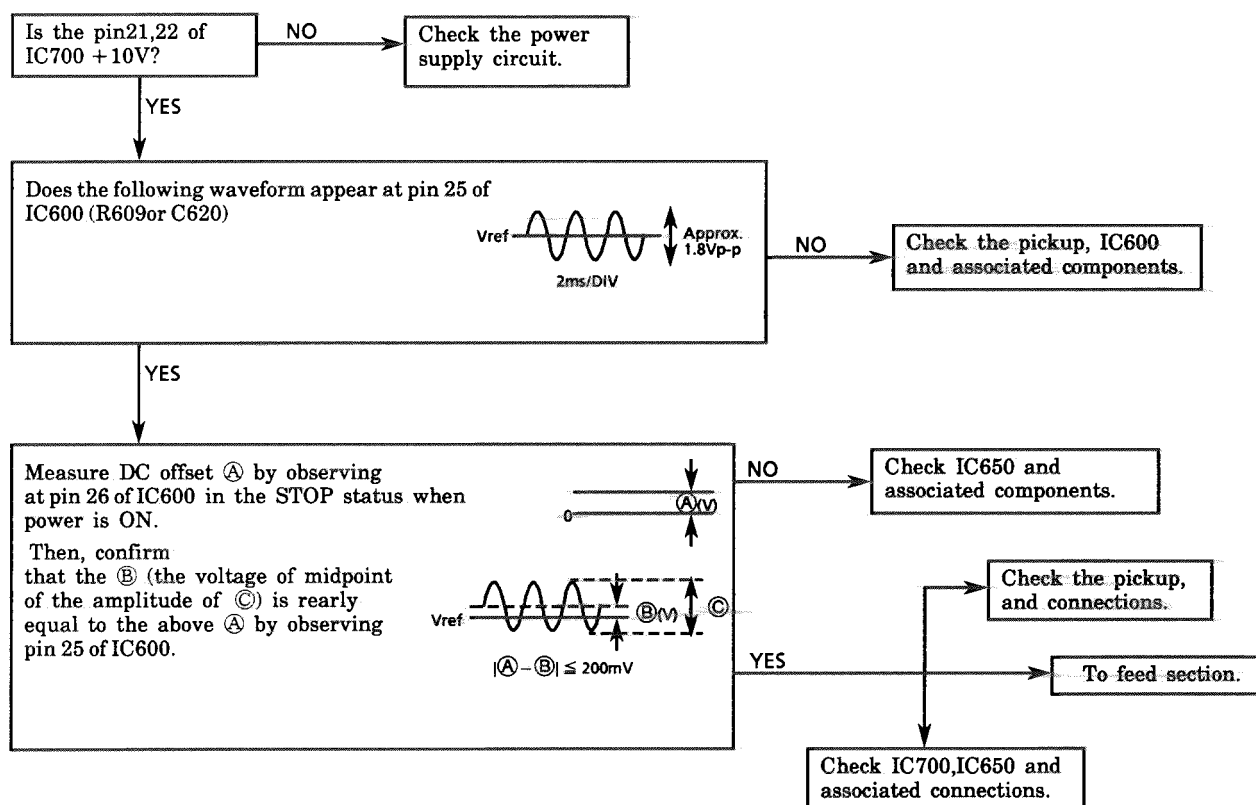 Is the pin21,22 of
IC700 +10V?
NO
Check the power
supply circuit.
YES
Does the following waveform appear at pin 25 of
IC600 (R609or C620)
Vref
Approx.
1.8Vp-p
2ms/DIV
NO
Check the pickup, IC600
and associated components.
YES
Measure DC offset Ⓐ by observing
at pin 26 of IC600 in the STOP status when
power is ON.
0
Ⓐ(V)
Then, confirm
that the Ⓑ (the voltage of midpoint
of the amplitude of Ⓒ) is rearly
equal to the above Ⓐ by observing
pin 25 of IC600.
Vref
Ⓑ(V)
Ⓒ
|Ⓐ−Ⓑ| ≦ 200mV
NO
Check IC650 and
associated components.
YES
Check the pickup,
and connections.
To feed section.
Check IC700,IC650 and
associated connections.